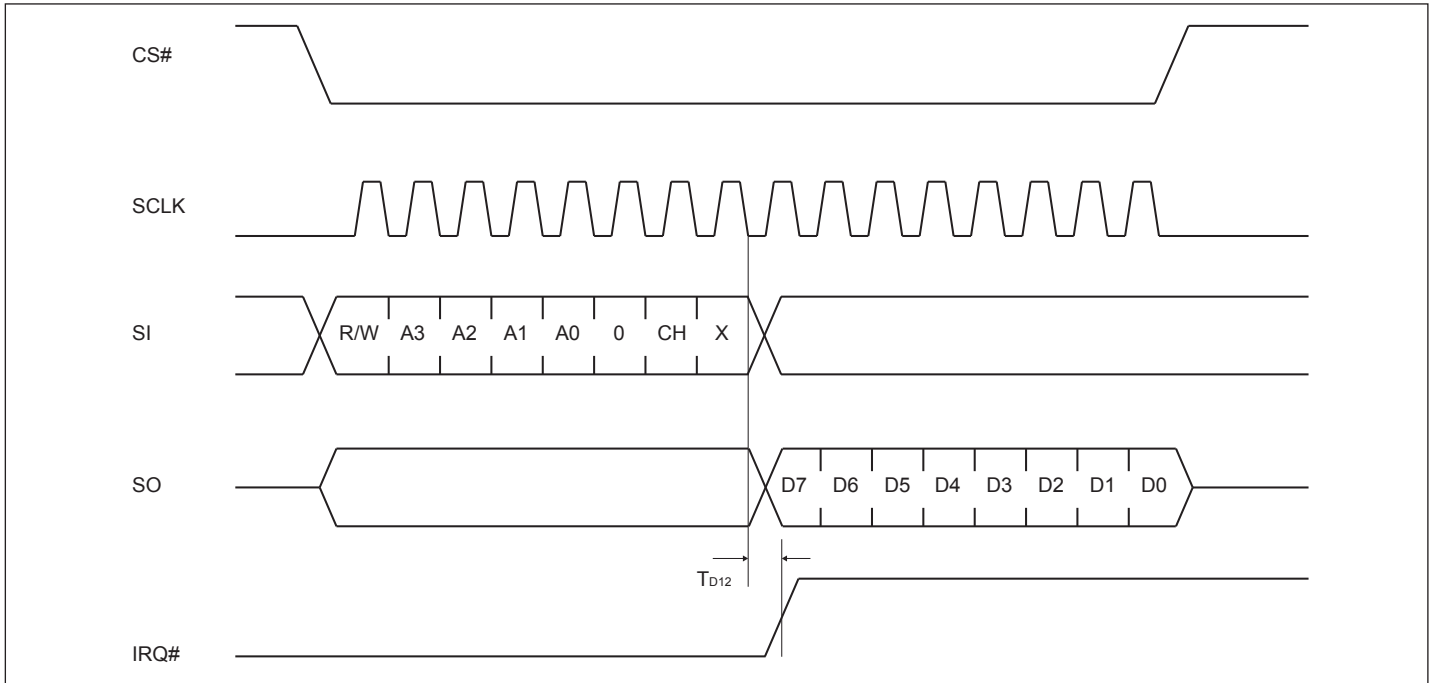 CS#
SCLK
SI R/W A3 A2 A1 A0 0 CH X
SO D7 D6 D5 D4 D3 D2 D1 D0
TD12
IRQ#